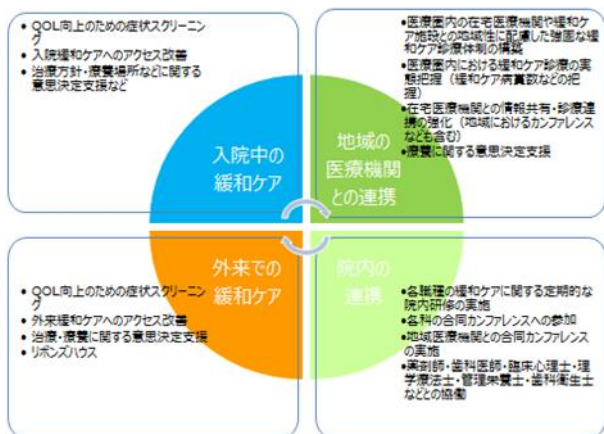 • QOL向上のための症状スクリーニン
グ
• 入院緩和ケアへのアクセス改善
• 治療方針・療養場所などに関する
意思決定支援など
•医療圏内の在宅医療機関や緩和ケ
ア施設との地域性に配慮した強固な緩
和ケア診療体制の構築
•医療圏内における緩和ケア診療の実
態把握（緩和ケア病賞数などの把
握）
•在宅医療機関との情報共有・診療連
携の強化（地域におけるカンファレンス
なども含む）
•療養に関する意思決定支援
入院中の
緩和ケア
地域の
医療機関
との連携
外来での
緩和ケア
院内の
連携
• QOL向上のための症状スクリーニン
グ
• 外来緩和ケアへのアクセス改善
• 治療・療養に関する意思決定支援
• リボンズハウス
•各職種の緩和ケアに関する定期的な
院内研修の実施
•各科の合同カンファレンスへの参加
•地域医療機関との合同カンファレンス
の実施
•薬剤師・歯科医師・臨床心理士・理
学療法士・管理栄養士・歯科衛生士
などとの協働